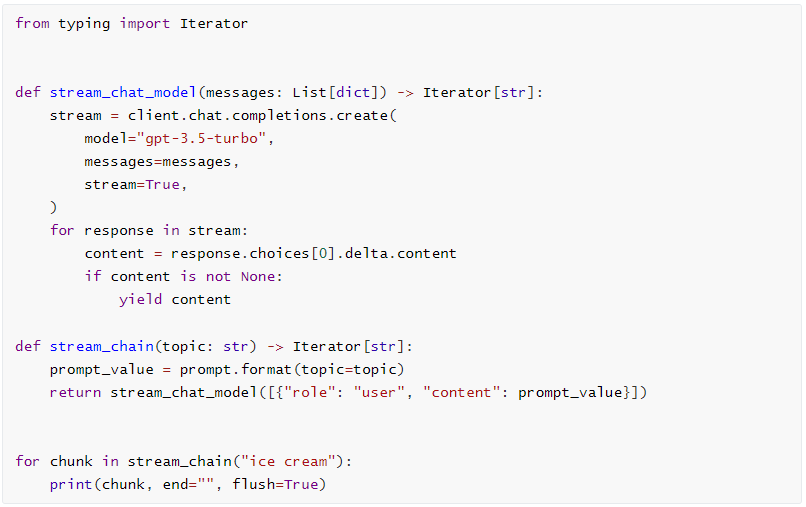 from typing import Iterator
def stream_chat_model(messages: List[dict]) -> Iterator[str]:
    stream = client.chat.completions.create(
        model="gpt-3.5-turbo",
        messages=messages,
        stream=True,
    )
    for response in stream:
        content = response.choices[0].delta.content
        if content is not None:
            yield content
def stream_chain(topic: str) -> Iterator[str]:
    prompt_value = prompt.format(topic=topic)
    return stream_chat_model([{"role": "user", "content": prompt_value}])
for chunk in stream_chain("ice cream"):
    print(chunk, end="", flush=True)